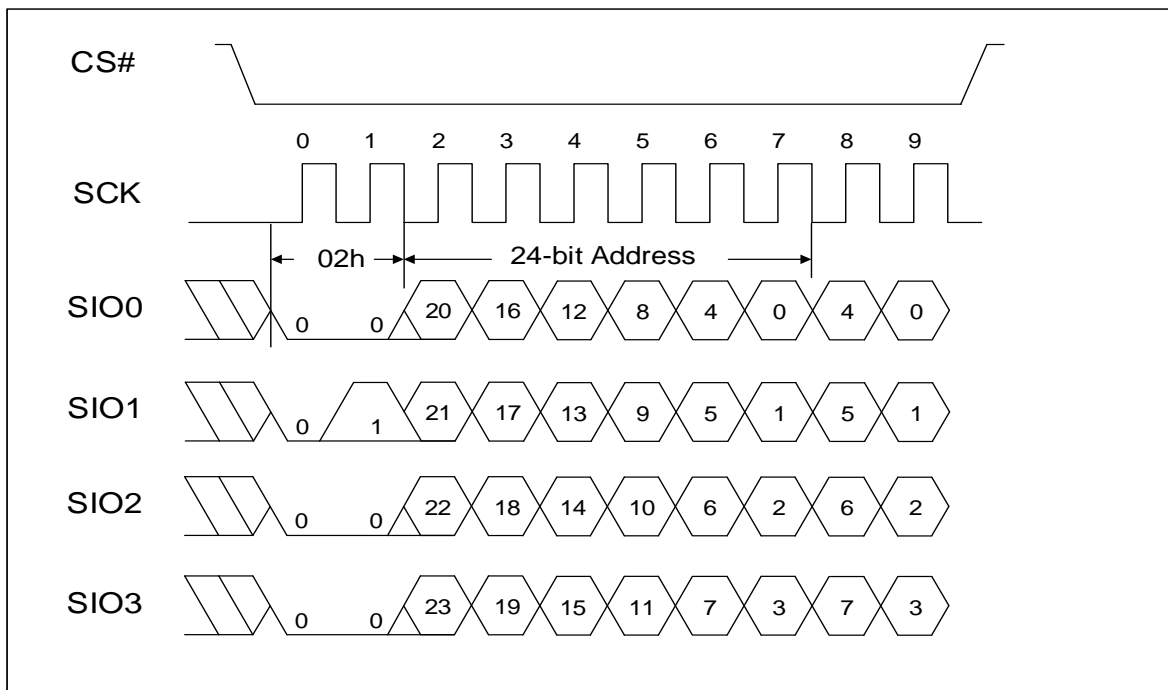 CS#
0 1 2 3 4 5 6 7 8 9
SCK
02h 24-bit Address
SIO0 0 0 20 16 12 8 4 0 4 0
SIO1 0 1 21 17 13 9 5 1 5 1
SIO2 0 0 22 18 14 10 6 2 6 2
SIO3 0 0 23 19 15 11 7 3 7 3